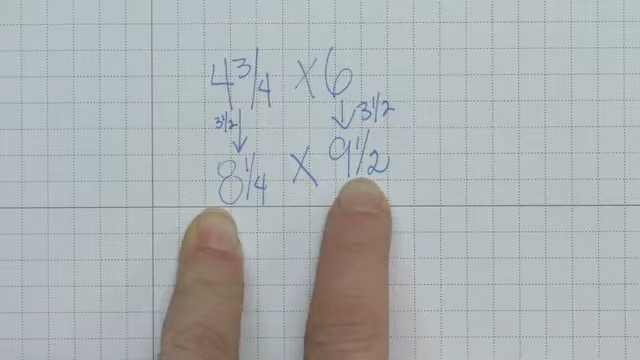 4 3/4 x 6
3 1/2 ↓ ↓ 3 1/2
8 1/4 x 9 1/2